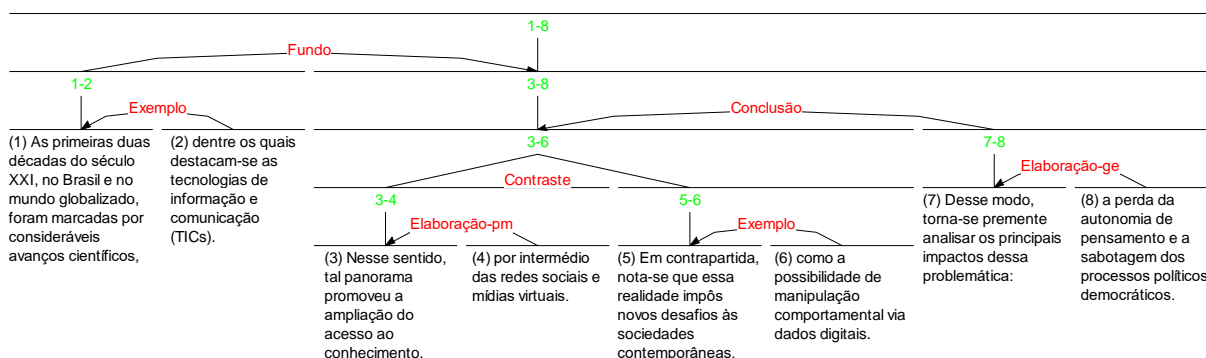 1-8
Fundo
1-2
3-8
Exemplo
Conclusão
(1) As primeiras duas
décadas do século
XXI, no Brasil e no
mundo globalizado,
foram marcadas por
consideráveis
avanços científicos,
(2) dentre os quais
destacam-se as
tecnologias de
informação e
comunicação
(TICs).
3-6
7-8
Contraste
Elaboração-ge
3-4
5-6
Elaboração-pm
Exemplo
(3) Nesse sentido,
tal panorama
promoveu a
ampliação do
acesso ao
conhecimento,
(4) por intermédio
das redes sociais e
mídias virtuais.
(5) Em contrapartida,
nota-se que essa
realidade impôs
novos desafios às
sociedades
contemporâneas,
(6) como a
possibilidade de
manipulação
comportamental via
dados digitais.
(7) Desse modo,
torna-se premente
analisar os principais
impactos dessa
problemática:
(8) a perda da
autonomia de
pensamento e a
sabotagem dos
processos políticos
democráticos.